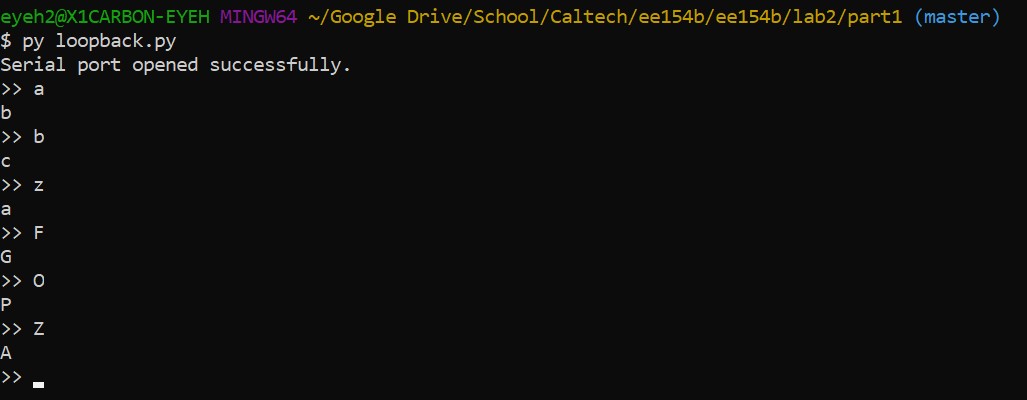 eyeh2@X1CARBON-EYEH MINGW64 ~/Google Drive/School/Caltech/ee154b/ee154b/lab2/part1 (master)
$ py loopback.py
Serial port opened successfully.
>> a
b
>> b
c
>> z
a
>> F
G
>> O
P
>> Z
A
>>